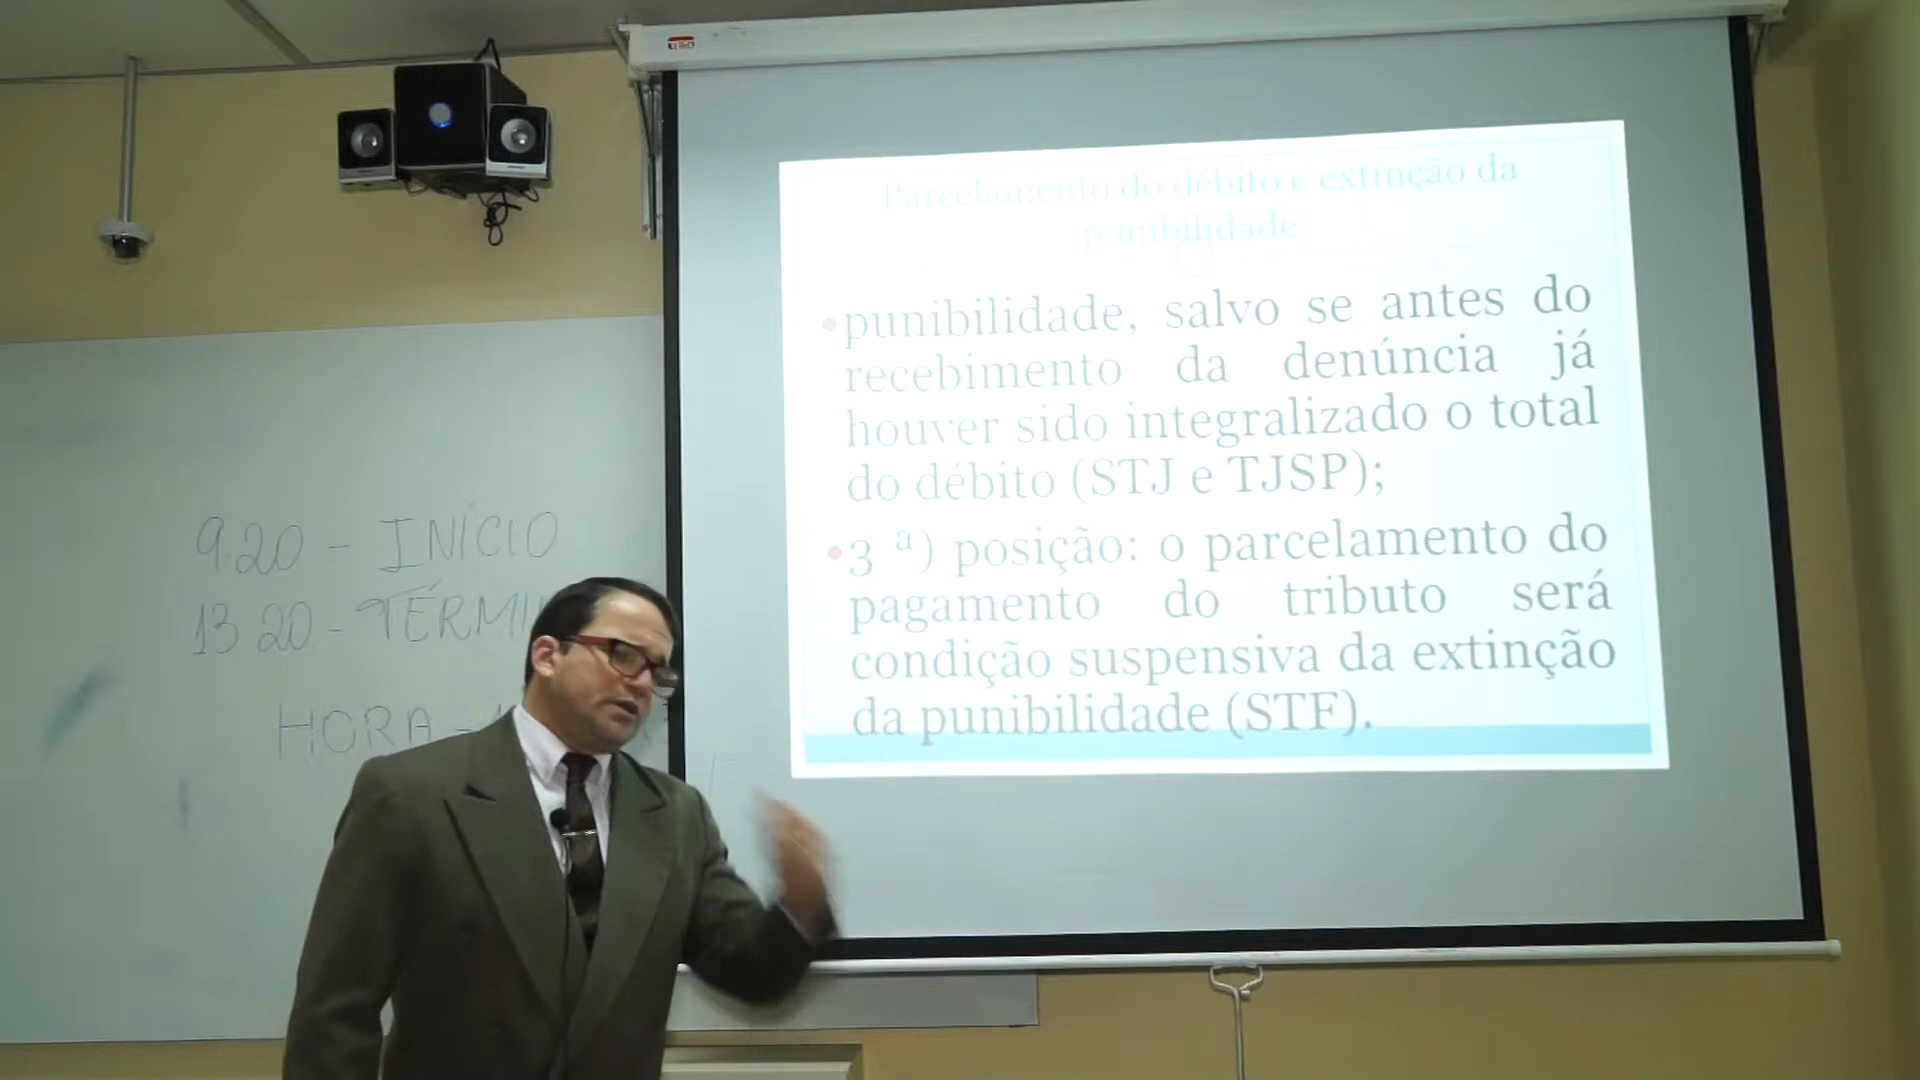 Parcelamento do débito e extinção da
punibilidade:
•punibilidade, salvo se antes do
recebimento da denúncia já
houver sido integralizado o total
do débito (STJ e TJSP);
•3 ª) posição: o parcelamento do
pagamento do tributo será
condição suspensiva da extinção
da punibilidade (STF).
9:20 - INÍCIO
13 20 - TÉRMI
HORA -